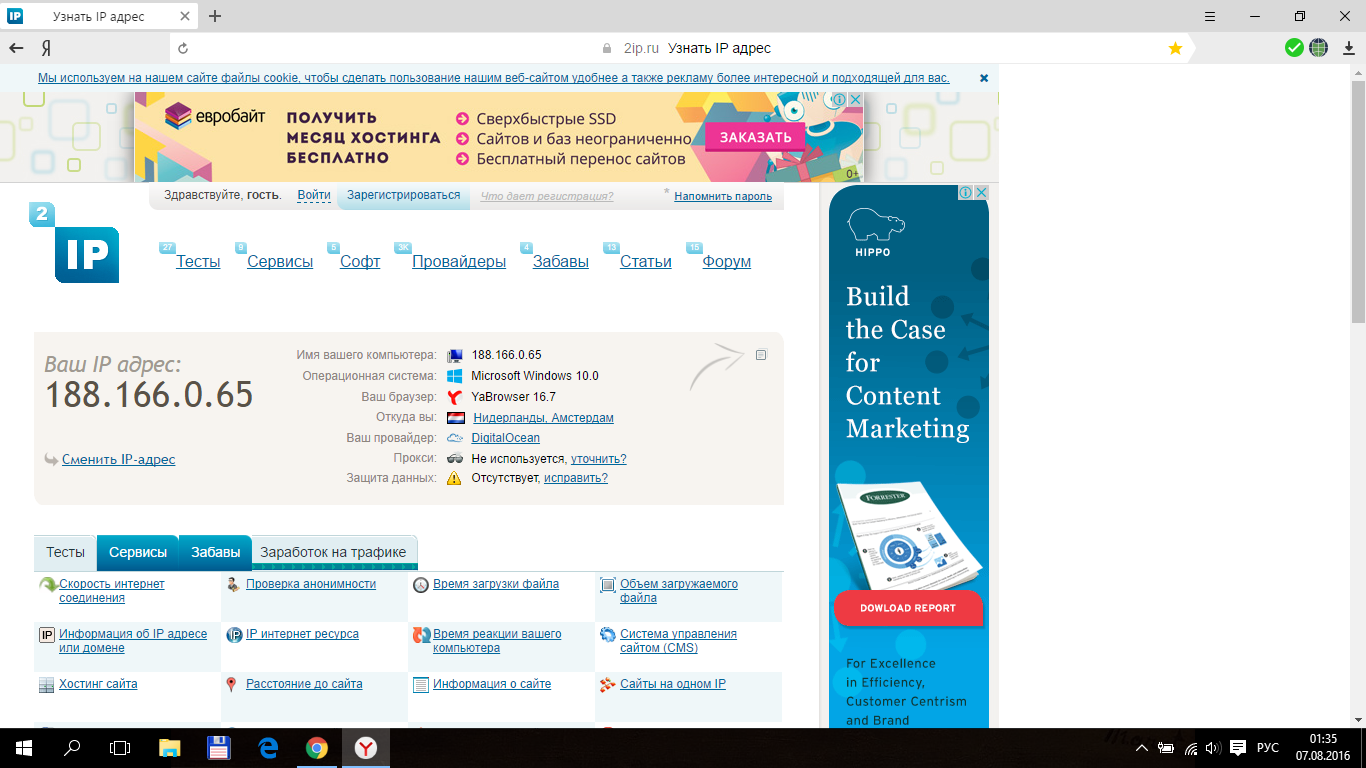 Узнать IP адрес
2ip.ru Узнать IP адрес
Мы используем на нашем сайте файлы cookie, чтобы сделать пользование нашим веб-сайтом удобнее а также рекламу более интересной и подходящей для вас.
евробайт
ПОЛУЧИТЬ
МЕСЯЦ ХОСТИНГА
БЕСПЛАТНО
Сверхбыстрые SSD
Сайтов и баз неограниченно
Бесплатный перенос сайтов
ЗАКАЗАТЬ
0+
Здравствуйте, гость. Войти Зарегистрироваться Что дает регистрация? * Напомнить пароль
2
IP
27 9 5 3K 4 13 15
Тесты Сервисы Софт Провайдеры Забавы Статьи Форум
Ваш IP адрес:
188.166.0.65
Сменить IP-адрес
Имя вашего компьютера: 188.166.0.65
Операционная система: Microsoft Windows 10.0
Ваш браузер: YaBrowser 16.7
Откуда вы: Нидерланды, Амстердам
Ваш провайдер: DigitalOcean
Прокси: Не используется, уточнить?
Защита данных: Отсутствует, исправить?
Тесты Сервисы Забавы Заработок на трафике
Скорость интернет
соединения
Проверка анонимности
Время загрузки файла
Объем загружаемого
файла
Информация об IP адресе
или домене
IP интернет ресурса
Время реакции вашего
компьютера
Система управления
сайтом (CMS)
Хостинг сайта
Расстояние до сайта
Информация о сайте
Сайты на одном IP
HIPPO
Build
the Case
for
Content
Marketing
FORRESTER
DOWLOAD REPORT
For Excellence
in Efficiency,
Customer Centrism
and Brand
РУС
01:35
07.08.2016